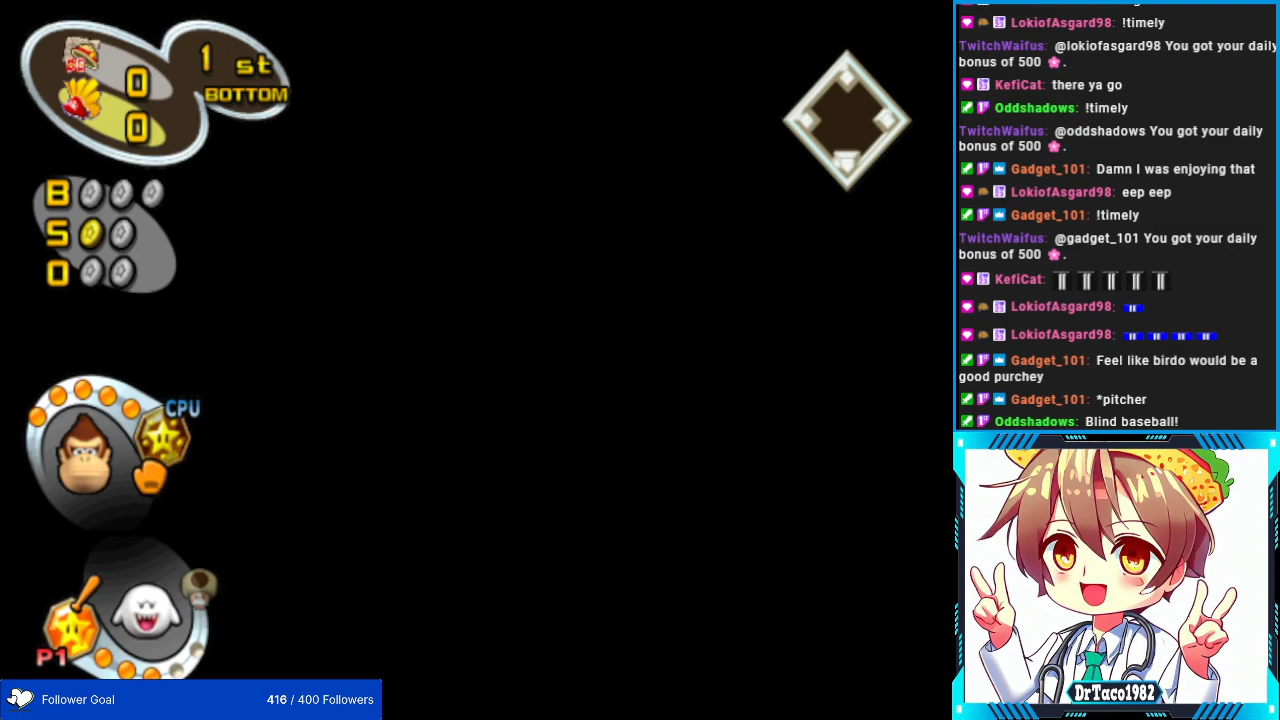 0
0
1 st
BOTTOM
B
S
O
CPU
P1
Follower Goal
416 / 400 Followers
LokiofAsgard98: !timely
TwitchWaifus: @lokiofasgard98 You got your daily
bonus of 500 🌸.
KefiCat: there ya go
Oddshadows: !timely
TwitchWaifus: @oddshadows You got your daily
bonus of 500 🌸.
Gadget_101: Damn I was enjoying that
LokiofAsgard98: eep eep
Gadget_101: !timely
TwitchWaifus: @gadget_101 You got your daily
bonus of 500 🌸.
KefiCat:
LokiofAsgard98:
LokiofAsgard98:
Gadget_101: Feel like birdo would be a
good purchey
Gadget_101: *pitcher
Oddshadows: Blind baseball!
DrTaco1982